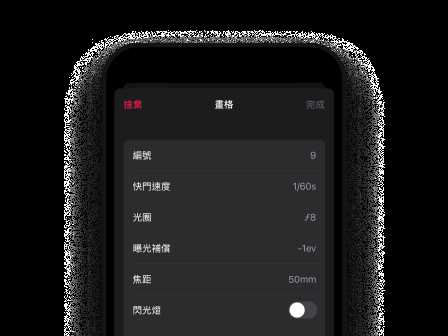 捨棄 畫格 完成
編號 9
快門速度 1/60s
光圈 ƒ8
曝光補償 -1ev
焦距 50mm
閃光燈